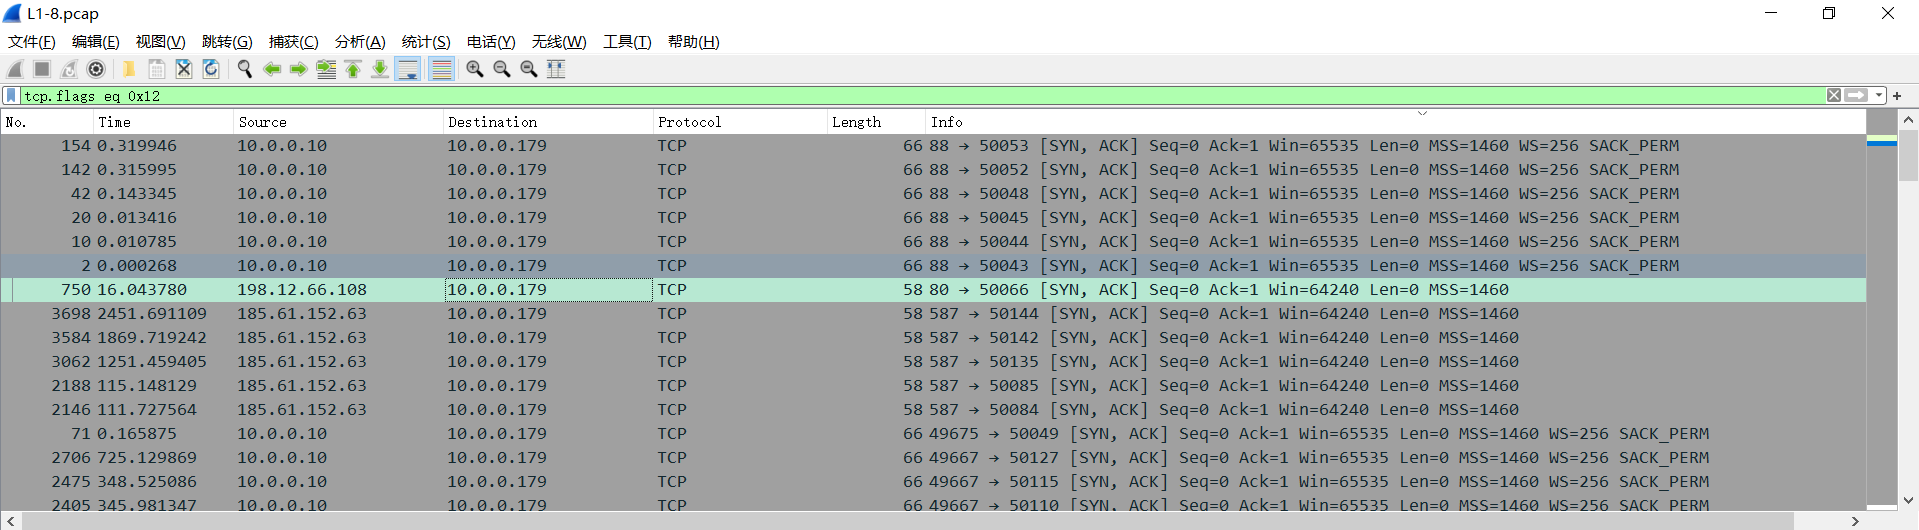 L1-8.pcap
文件(F) 编辑(E) 视图(V) 跳转(G) 捕获(C) 分析(A) 统计(S) 电话(Y) 无线(W) 工具(T) 帮助(H)
tcp.flags eq 0x12
No. Time Source Destination Protocol Length Info
154 0.319946 10.0.0.10 10.0.0.179 TCP 66 88 → 50053 [SYN, ACK] Seq=0 Ack=1 Win=65535 Len=0 MSS=1460 WS=256 SACK_PERM
142 0.315995 10.0.0.10 10.0.0.179 TCP 66 88 → 50052 [SYN, ACK] Seq=0 Ack=1 Win=65535 Len=0 MSS=1460 WS=256 SACK_PERM
42 0.143345 10.0.0.10 10.0.0.179 TCP 66 88 → 50048 [SYN, ACK] Seq=0 Ack=1 Win=65535 Len=0 MSS=1460 WS=256 SACK_PERM
20 0.013416 10.0.0.10 10.0.0.179 TCP 66 88 → 50045 [SYN, ACK] Seq=0 Ack=1 Win=65535 Len=0 MSS=1460 WS=256 SACK_PERM
10 0.010785 10.0.0.10 10.0.0.179 TCP 66 88 → 50044 [SYN, ACK] Seq=0 Ack=1 Win=65535 Len=0 MSS=1460 WS=256 SACK_PERM
2 0.000268 10.0.0.10 10.0.0.179 TCP 66 88 → 50043 [SYN, ACK] Seq=0 Ack=1 Win=65535 Len=0 MSS=1460 WS=256 SACK_PERM
750 16.043780 198.12.66.108 10.0.0.179 TCP 58 80 → 50066 [SYN, ACK] Seq=0 Ack=1 Win=64240 Len=0 MSS=1460
3698 2451.691109 185.61.152.63 10.0.0.179 TCP 58 587 → 50144 [SYN, ACK] Seq=0 Ack=1 Win=64240 Len=0 MSS=1460
3584 1869.719242 185.61.152.63 10.0.0.179 TCP 58 587 → 50142 [SYN, ACK] Seq=0 Ack=1 Win=64240 Len=0 MSS=1460
3062 1251.459405 185.61.152.63 10.0.0.179 TCP 58 587 → 50135 [SYN, ACK] Seq=0 Ack=1 Win=64240 Len=0 MSS=1460
2188 115.148129 185.61.152.63 10.0.0.179 TCP 58 587 → 50085 [SYN, ACK] Seq=0 Ack=1 Win=64240 Len=0 MSS=1460
2146 111.727564 185.61.152.63 10.0.0.179 TCP 58 587 → 50084 [SYN, ACK] Seq=0 Ack=1 Win=64240 Len=0 MSS=1460
71 0.165875 10.0.0.10 10.0.0.179 TCP 66 49675 → 50049 [SYN, ACK] Seq=0 Ack=1 Win=65535 Len=0 MSS=1460 WS=256 SACK_PERM
2706 725.129869 10.0.0.10 10.0.0.179 TCP 66 49667 → 50127 [SYN, ACK] Seq=0 Ack=1 Win=65535 Len=0 MSS=1460 WS=256 SACK_PERM
2475 348.525086 10.0.0.10 10.0.0.179 TCP 66 49667 → 50115 [SYN, ACK] Seq=0 Ack=1 Win=65535 Len=0 MSS=1460 WS=256 SACK_PERM
2405 345.981347 10.0.0.10 10.0.0.179 TCP 66 49667 → 50110 [SYN, ACK] Seq=0 Ack=1 Win=65535 Len=0 MSS=1460 WS=256 SACK_PERM